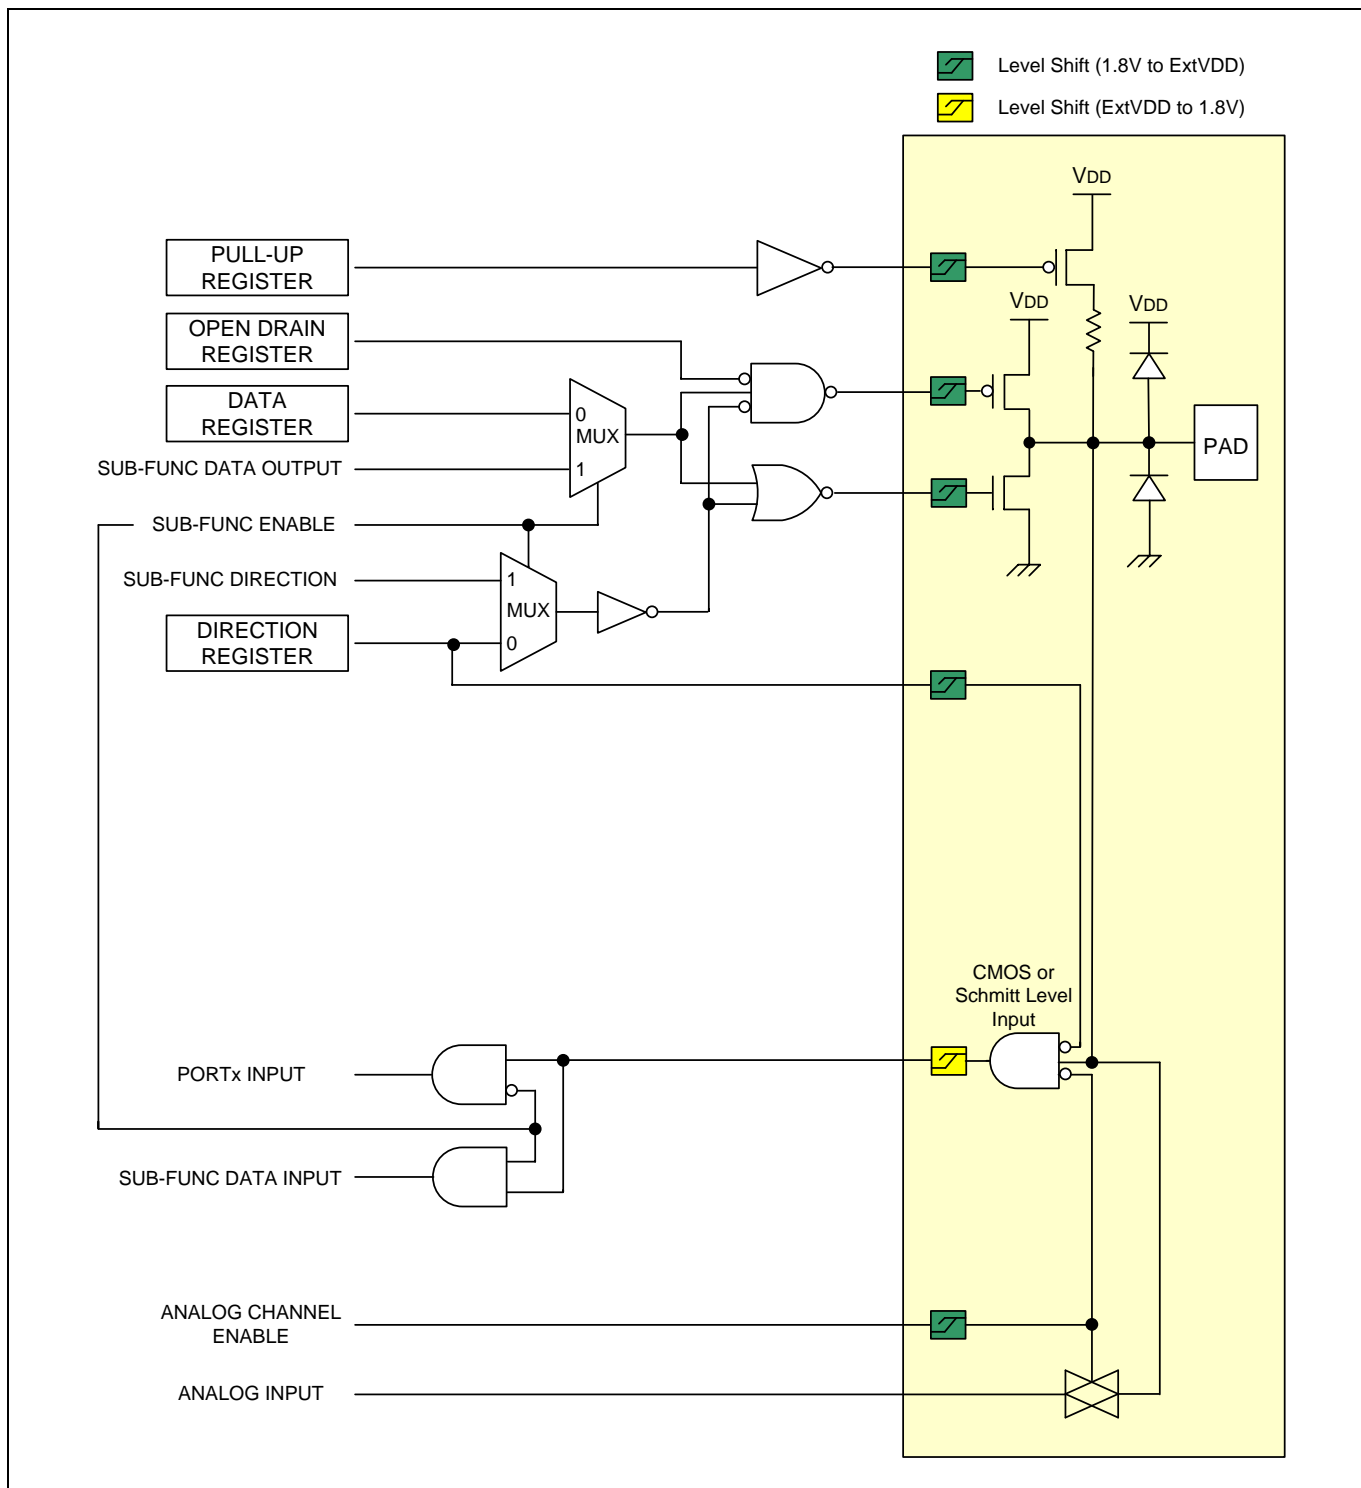 Level Shift (1.8V to ExtVDD)
Level Shift (ExtVDD to 1.8V)
VDD
PULL-UP
REGISTER
VDD
VDD
OPEN DRAIN
REGISTER
DATA
REGISTER
0
MUX
1
PAD
SUB-FUNC DATA OUTPUT
SUB-FUNC ENABLE
SUB-FUNC DIRECTION
1
MUX
0
DIRECTION
REGISTER
CMOS or
Schmitt Level
Input
PORTx INPUT
SUB-FUNC DATA INPUT
ANALOG CHANNEL
ENABLE
ANALOG INPUT